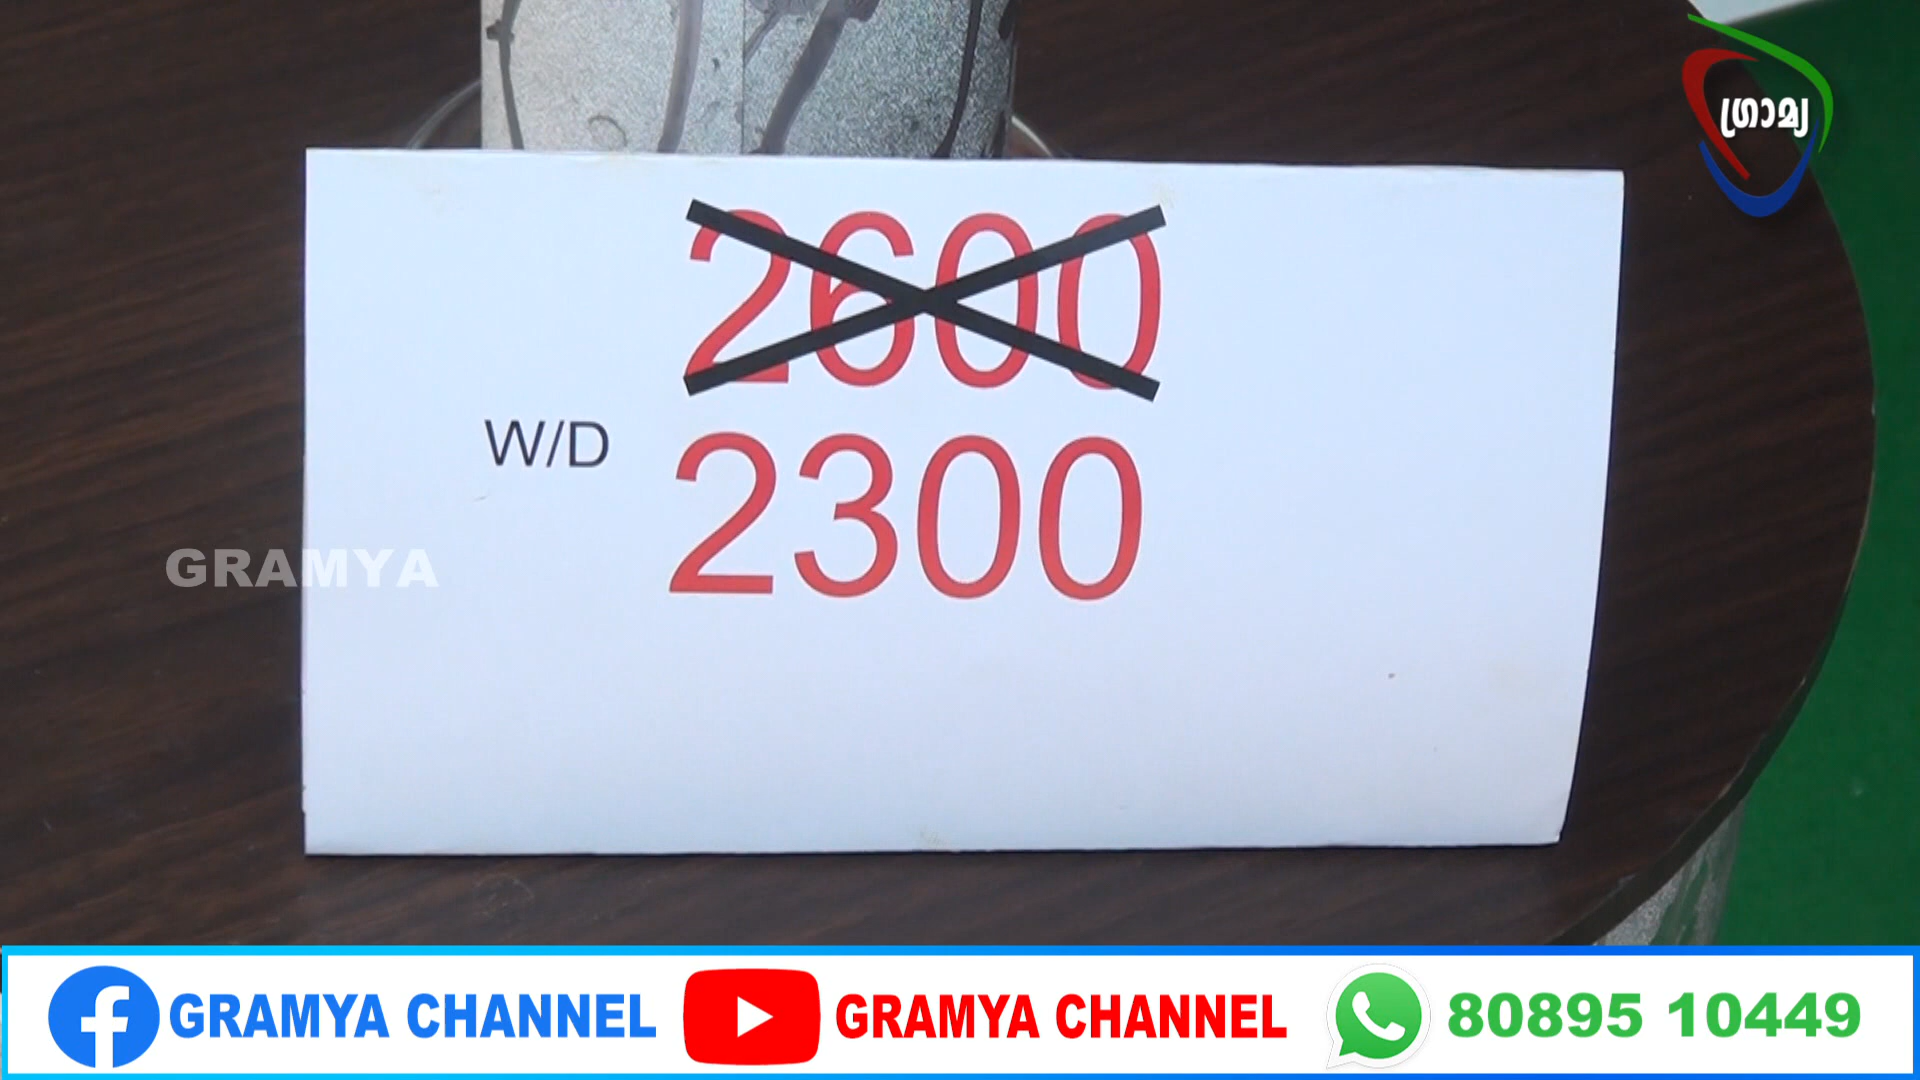 ഗ്രാമ്യ
2600
W/D 2300
GRAMYA
GRAMYA CHANNEL GRAMYA CHANNEL 80895 10449